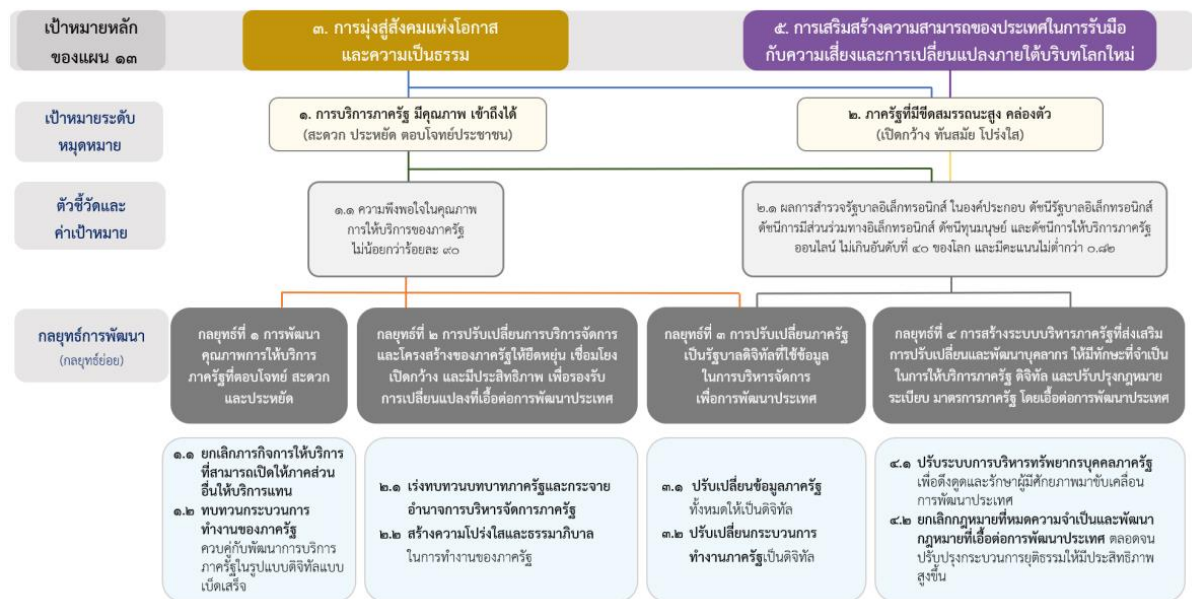 เป้าหมายหลัก
ของแผน ๑๓
๓. การมุ่งสู่สังคมแห่งโอกาส
และความเป็นธรรม
๕. การเสริมสร้างความสามารถของประเทศในการรับมือ
กับความเสี่ยงและการเปลี่ยนแปลงภายใต้บริบทโลกใหม่
เป้าหมายระดับ
หมุดหมาย
๑. การบริการภาครัฐ มีคุณภาพ เข้าถึงได้
(สะดวก ประหยัด ตอบโจทย์ประชาชน)
๒. ภาครัฐที่มีขีดสมรรถนะสูง คล่องตัว
(เปิดกว้าง ทันสมัย โปร่งใส)
ตัวชี้วัดและ
ค่าเป้าหมาย
๑.๑ ความพึงพอใจในคุณภาพ
การให้บริการของภาครัฐ
ไม่น้อยกว่าร้อยละ ๙๐
๒.๑ ผลการสำรวจรัฐบาลอิเล็กทรอนิกส์ ในองค์ประกอบ ดัชนีรัฐบาลอิเล็กทรอนิกส์
ดัชนีการมีส่วนร่วมทางอิเล็กทรอนิกส์ ดัชนีทุนมนุษย์ และดัชนีการให้บริการภาครัฐ
ออนไลน์ ไม่เกินอันดับที่ ๔๐ ของโลก และมีคะแนนไม่ต่ำกว่า ๐.๘๒
กลยุทธ์การพัฒนา
(กลยุทธ์ย่อย)
กลยุทธ์ที่ ๑ การพัฒนา
คุณภาพการให้บริการ
ภาครัฐที่ตอบโจทย์ สะดวก
และประหยัด
กลยุทธ์ที่ ๒ การปรับเปลี่ยนการบริหารจัดการ
และโครงสร้างของภาครัฐให้ยืดหยุ่น เชื่อมโยง
เปิดกว้าง และมีประสิทธิภาพ เพื่อรองรับ
การเปลี่ยนแปลงที่เอื้อต่อการพัฒนาประเทศ
กลยุทธ์ที่ ๓ การปรับเปลี่ยนภาครัฐ
เป็นรัฐบาลดิจิทัลที่ใช้ข้อมูล
ในการบริหารจัดการ
เพื่อการพัฒนาประเทศ
กลยุทธ์ที่ ๔ การสร้างระบบบริหารภาครัฐที่ส่งเสริม
การปรับเปลี่ยนและพัฒนาบุคลากร ให้มีทักษะที่จำเป็น
ในการให้บริการภาครัฐ ดิจิทัล และปรับปรุงกฎหมาย
ระเบียบ มาตรการภาครัฐ โดยเอื้อต่อการพัฒนาประเทศ
๑.๑ ยกเลิกภารกิจการให้บริการ
ที่สามารถเปิดให้ภาคส่วน
อื่นให้บริการแทน
๑.๒ ทบทวนกระบวนการ
ทำงานของภาครัฐ
ควบคู่กับพัฒนาการบริการ
ภาครัฐในรูปแบบดิจิทัลแบบ
เบ็ดเสร็จ
๒.๑ เร่งทบทวนบทบาทภาครัฐและกระจาย
อำนาจการบริหารจัดการภาครัฐ
๒.๒ สร้างความโปร่งใสและธรรมาภิบาล
ในการทำงานของภาครัฐ
๓.๑ ปรับเปลี่ยนข้อมูลภาครัฐ
ทั้งหมดให้เป็นดิจิทัล
๓.๒ ปรับเปลี่ยนกระบวนการ
ทำงานภาครัฐเป็นดิจิทัล
๔.๑ ปรับระบบการบริหารทรัพยากรบุคคลภาครัฐ
เพื่อดึงดูดและรักษาผู้มีศักยภาพมาขับเคลื่อน
การพัฒนาประเทศ
๔.๒ ยกเลิกกฎหมายที่หมดความจำเป็นและพัฒนา
กฎหมายที่เอื้อต่อการพัฒนาประเทศ ตลอดจน
ปรับปรุงกระบวนการยุติธรรมให้มีประสิทธิภาพ
สูงขึ้น